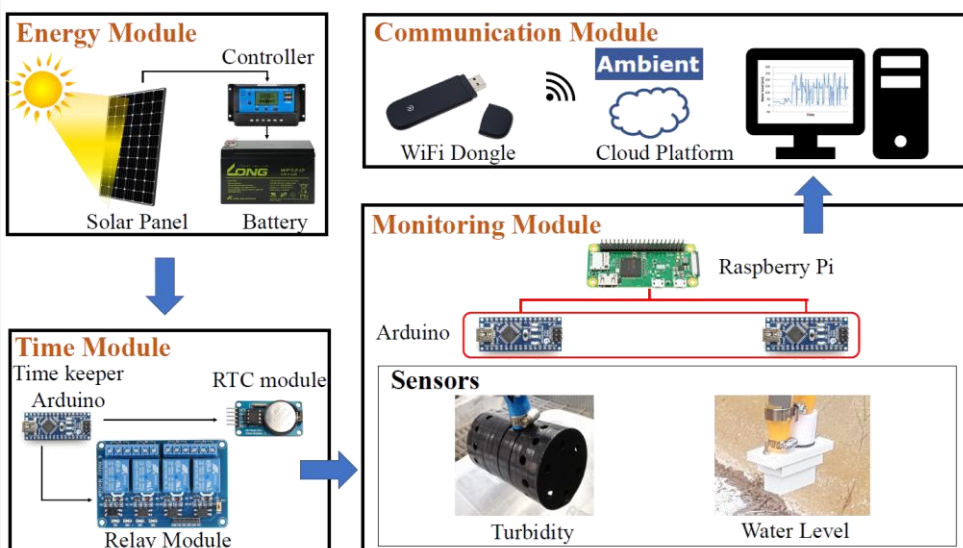 Energy Module
Controller
LONG
Solar Panel
Battery
Communication Module
Ambient
WiFi Dongle
Cloud Platform
Time Module
Time keeper
Arduino
RTC module
Relay Module
Monitoring Module
Raspberry Pi
Arduino
Sensors
Turbidity
Water Level